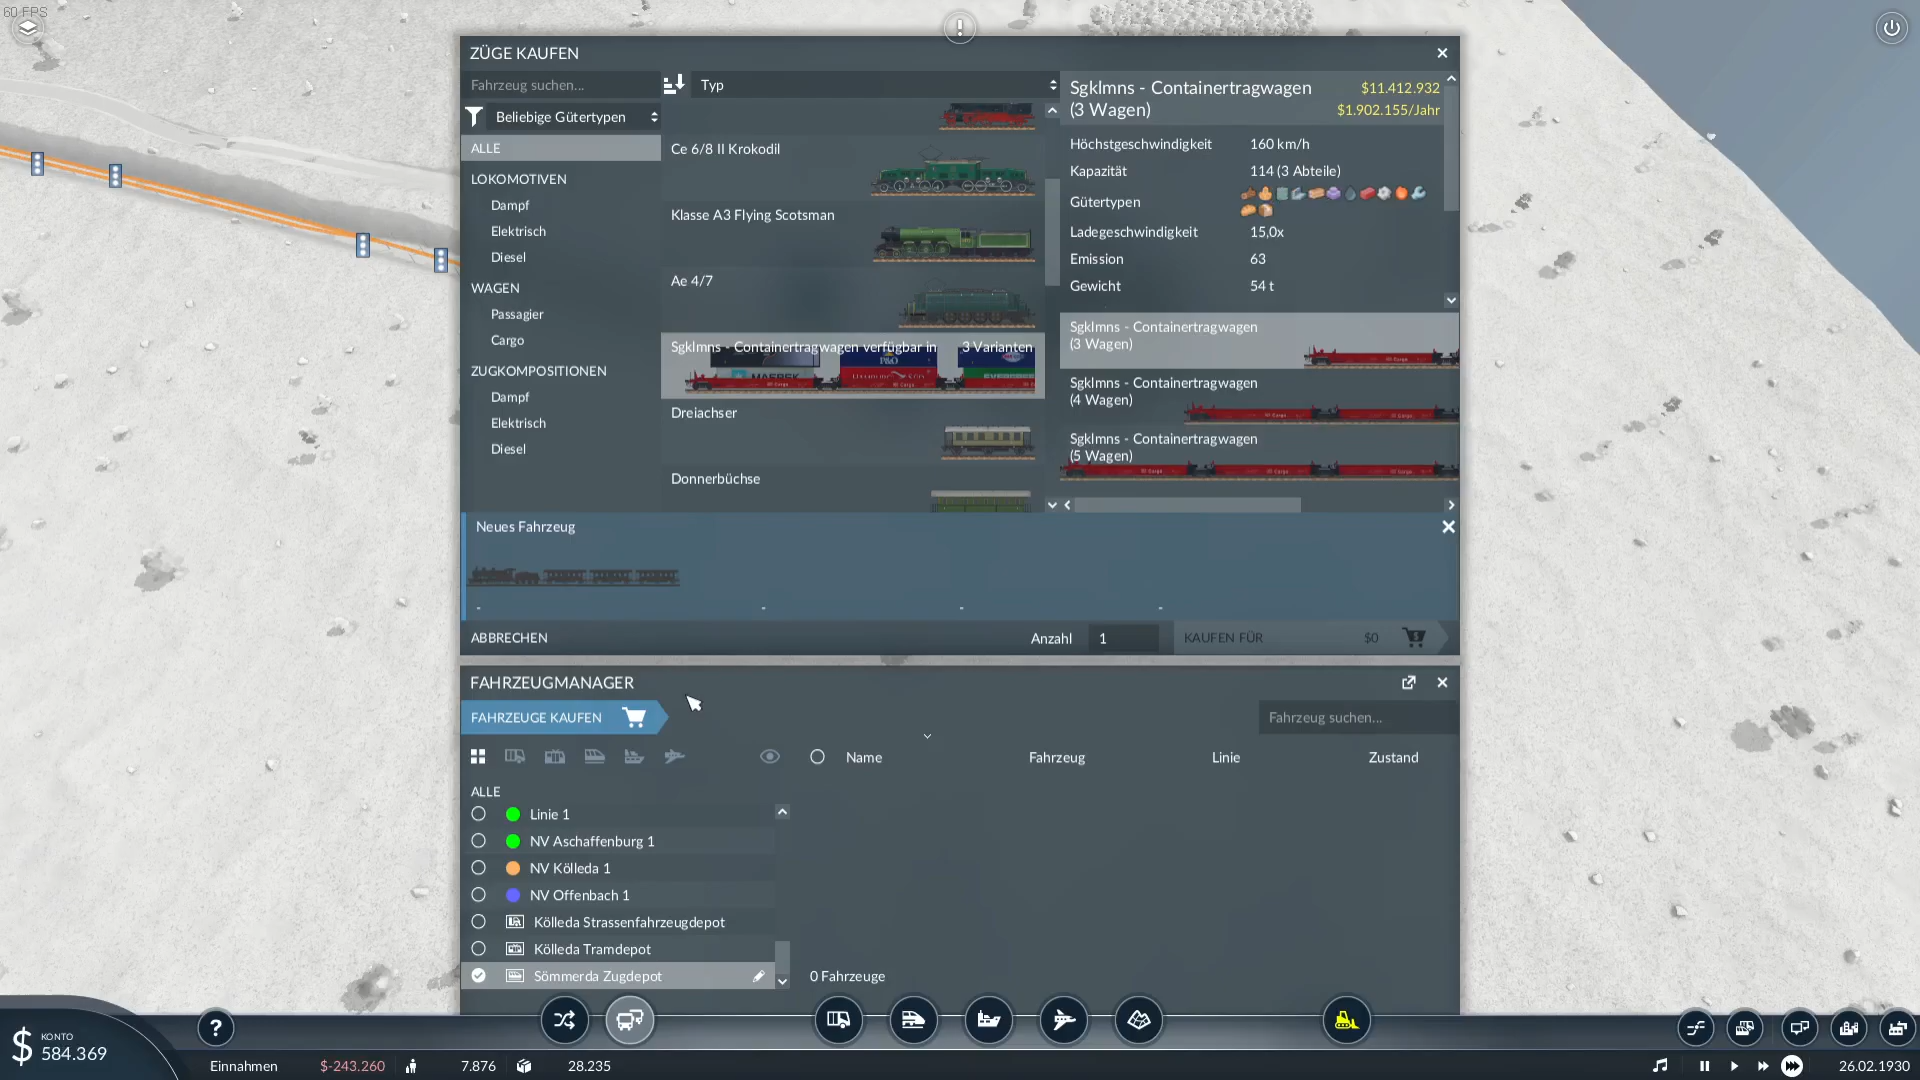 60 FPS
ZÜGE KAUFEN
Fahrzeug suchen...
Typ
Beliebige Gütertypen
ALLE
LOKOMOTIVEN
Dampf
Elektrisch
Diesel
WAGEN
Passagier
Cargo
ZUGKOMPOSITIONEN
Dampf
Elektrisch
Diesel
Ce 6/8 II Krokodil
Klasse A3 Flying Scotsman
Ae 4/7
Sgklmns - Containertragwagen verfügbar in 3 Varianten
MAERSK
P&O
EVERGREEN
Dreiachser
Donnerbüchse
Sgklmns - Containertragwagen $11.412.932
(3 Wagen) $1.902.155/Jahr
Höchstgeschwindigkeit 160 km/h
Kapazität 114 (3 Abteile)
Gütertypen
Ladegeschwindigkeit 15,0x
Emission 63
Gewicht 54 t
Sgklmns - Containertragwagen
(3 Wagen)
Sgklmns - Containertragwagen
(4 Wagen)
Sgklmns - Containertragwagen
(5 Wagen)
Neues Fahrzeug
- - - -
ABBRECHEN
Anzahl 1
KAUFEN FÜR $0
FAHRZEUGMANAGER
FAHRZEUGE KAUFEN
Fahrzeug suchen...
Name Fahrzeug Linie Zustand
ALLE
Linie 1
NV Aschaffenburg 1
NV Kölleda 1
NV Offenbach 1
Kölleda Strassenfahrzeugdepot
Kölleda Tramdepot
Sömmerda Zugdepot
0 Fahrzeuge
?
$ KONTO
584.369
Einnahmen $-243.260 7.876 28.235
26.02.1930